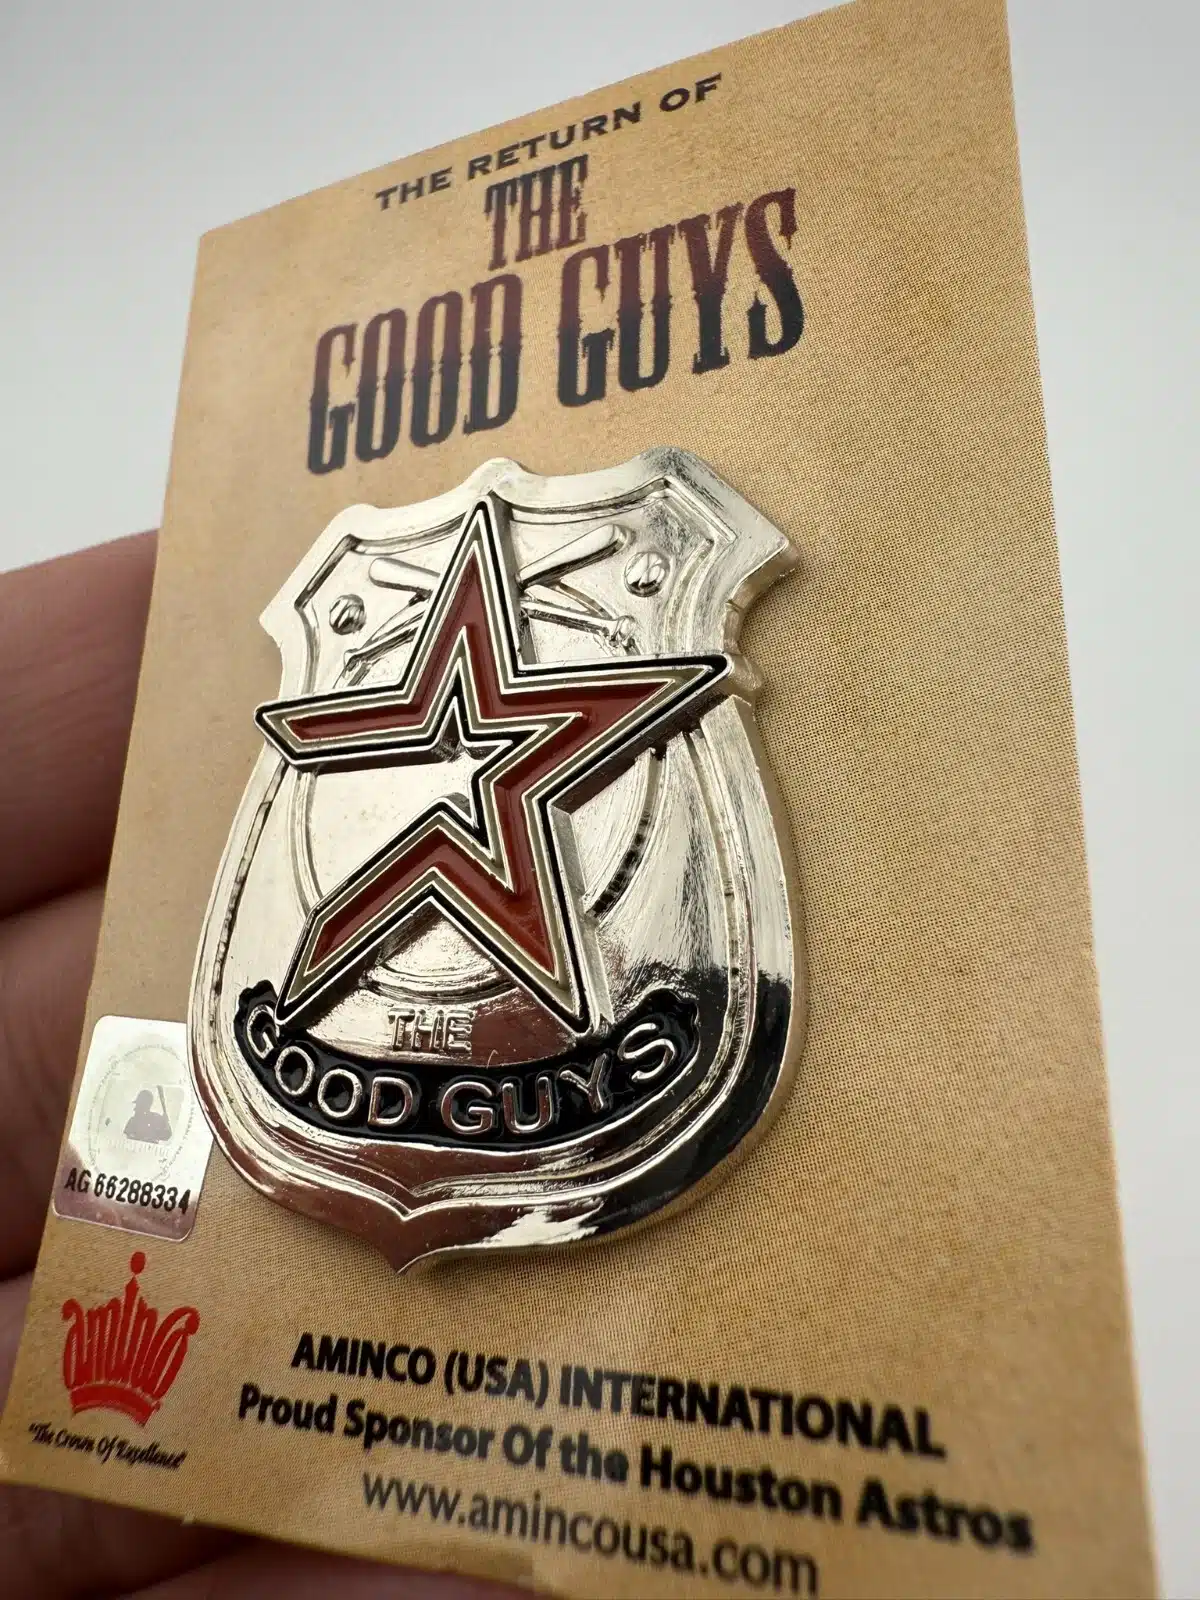 THE RETURN OF
THE
GOOD GUYS
THE
GOOD GUYS
AG 66288334
amino
"The Crown Of Excellence"
AMINCO (USA) INTERNATIONAL
Proud Sponsor Of the Houston Astros
www.amincousa.com